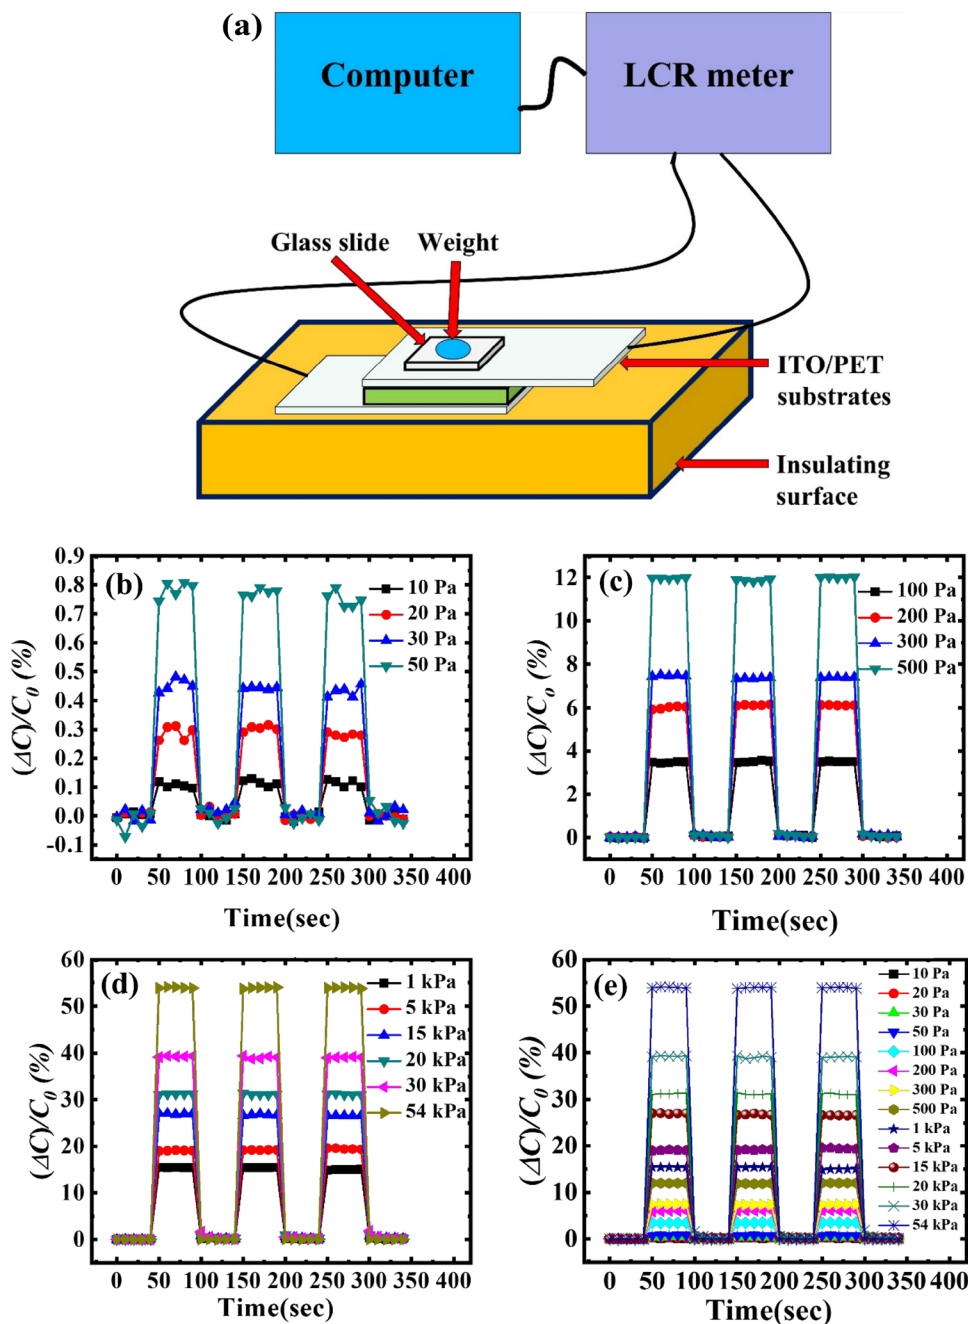 (a)
Computer
LCR meter
Glass slide
Weight
ITO/PET
substrates
Insulating
surface
(b)
10 Pa
20 Pa
30 Pa
50 Pa
0.9
0.8
0.7
0.6
0.5
0.4
0.3
0.2
0.1
0.0
-0.1
(ΔC)/C0 (%)
0 50 100 150 200 250 300 350 400
Time(sec)
(c)
100 Pa
200 Pa
300 Pa
500 Pa
12
10
8
6
4
2
0
(ΔC)/C0 (%)
0 50 100 150 200 250 300 350 400
Time(sec)
(d)
1 kPa
5 kPa
15 kPa
20 kPa
30 kPa
54 kPa
60
50
40
30
20
10
0
(ΔC)/C0 (%)
0 50 100 150 200 250 300 350 400
Time(sec)
(e)
10 Pa
20 Pa
30 Pa
50 Pa
100 Pa
200 Pa
300 Pa
500 Pa
1 kPa
5 kPa
15 kPa
20 kPa
30 kPa
54 kPa
60
50
40
30
20
10
0
(ΔC)/C0 (%)
0 50 100 150 200 250 300 350 400
Time(sec)